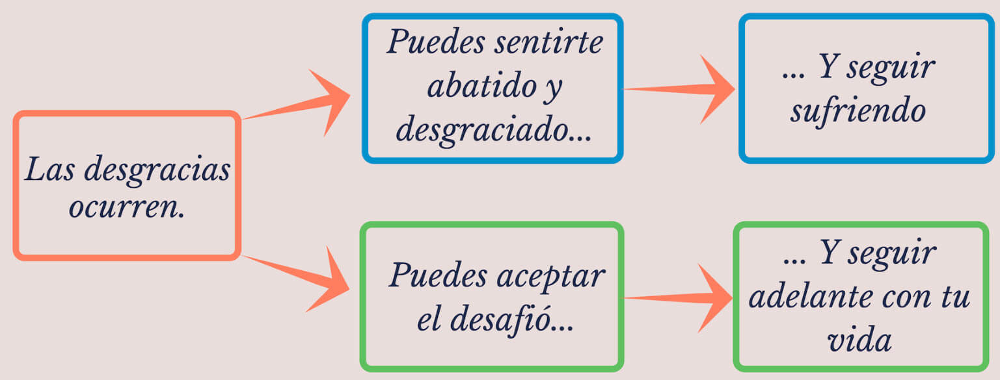 Las desgracias
ocurren.
Puedes sentirte
abatido y
desgraciado...
... Y seguir
sufriendo
Puedes aceptar
el desafió...
... Y seguir
adelante con tu
vida